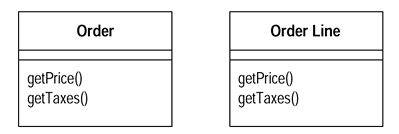 Order
getPrice()
getTaxes()
Order Line
getPrice()
getTaxes()